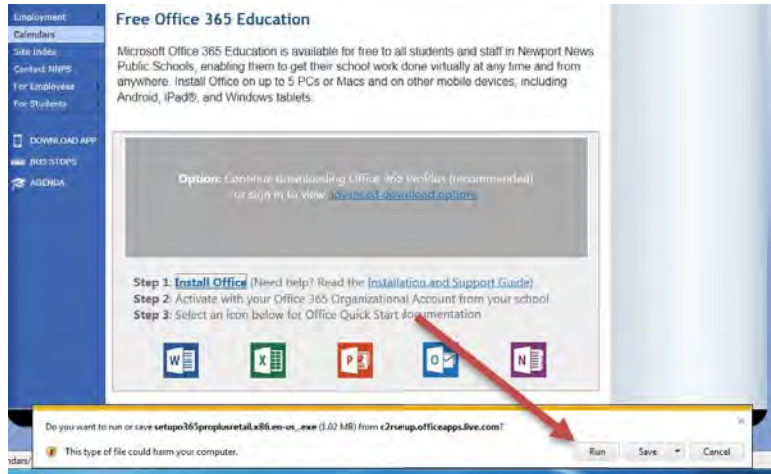 Employment
Calendars
Site Index
Contact NNPS
For Employees
For Students
DOWNLOAD APP
BUS STOPS
AGENDA
Free Office 365 Education
Microsoft Office 365 Education is available for free to all students and staff in Newport News
Public Schools, enabling them to get their school work done virtually at any time and from
anywhere. Install Office on up to 5 PCs or Macs and on other mobile devices, including
Android, iPad®, and Windows tablets.
Option: Continue downloading Office 365 ProPlus (recommended)
or sign in to view advanced download options
Step 1: Install Office (Need help? Read the Installation and Support Guide)
Step 2: Activate with your Office 365 Organizational Account from your school
Step 3: Select an icon below for Office Quick Start documentation
W X P O N
Do you want to run or save setupo365proplusretail.x86.en-us_.exe (1.02 MB) from c2rsetup.officeapps.live.com?
This type of file could harm your computer.
Run Save Cancel
ndars/